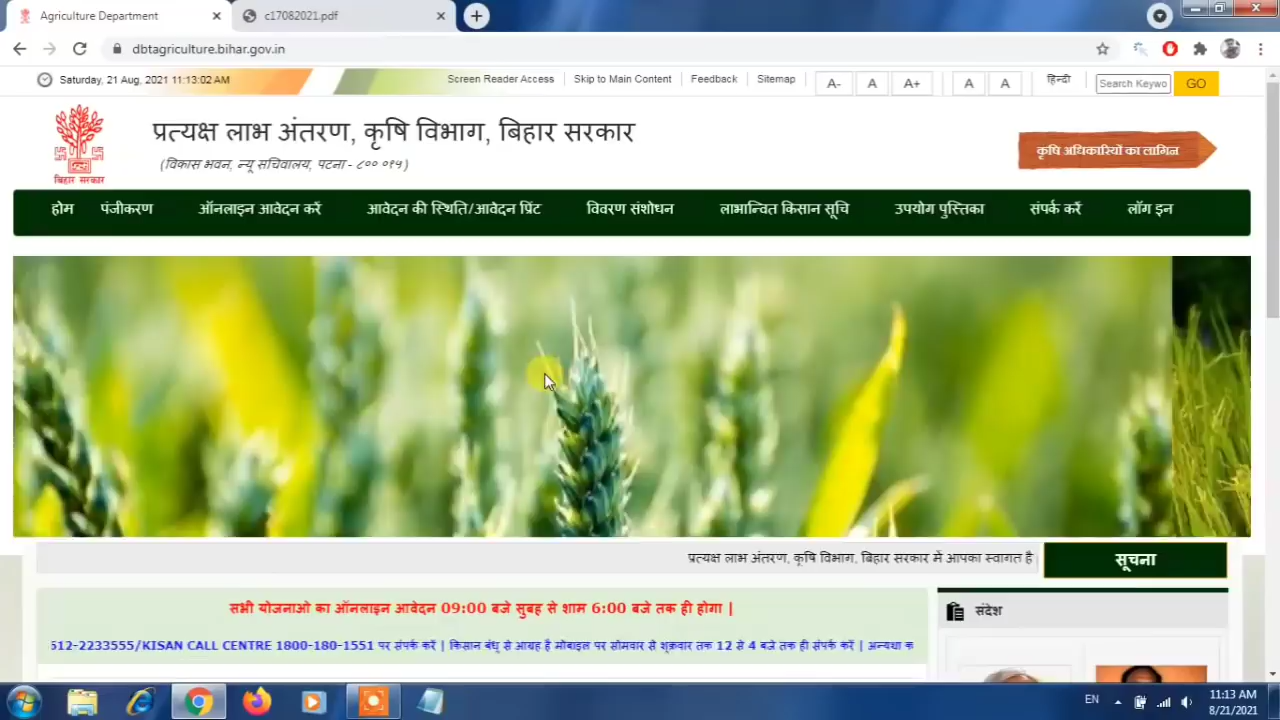 Agriculture Department
c17082021.pdf
dbtagriculture.bihar.gov.in
Saturday, 21 Aug, 2021 11:13:02 AM
Screen Reader Access
Skip to Main Content
Feedback
Sitemap
A-
A
A+
A
A
हिन्दी
Search Keywo
GO
बिहार सरकार
प्रत्यक्ष लाभ अंतरण, कृषि विभाग, बिहार सरकार
(विकास भवन, न्यू सचिवालय, पटना - ८०० ०१५)
कृषि अधिकारियों का लागिन
होम पंजीकरण ऑनलाइन आवेदन करें आवेदन की स्थिति/आवेदन प्रिंट विवरण संशोधन लाभान्वित किसान सूचि उपयोग पुस्तिका संपर्क करें लॉग इन
प्रत्यक्ष लाभ अंतरण, कृषि विभाग, बिहार सरकार में आपका स्वागत है
सूचना
सभी योजनाओ का ऑनलाइन आवेदन 09:00 बजे सुबह से शाम 6:00 बजे तक ही होगा |
512-2233555/KISAN CALL CENTRE 1800-180-1551 पर संपर्क करें | किसान बंधु से आग्रह है मोबाइल पर सोमवार से शुक्रवार तक 12 से 4 बजे तक ही संपर्क करें | अन्यथा क
संदेश
EN
11:13 AM
8/21/2021